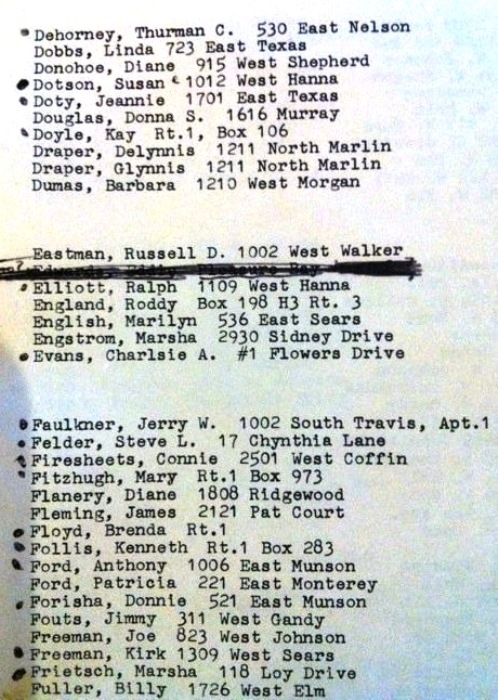 Dehorney, Thurman C. 530 East Nelson
Dobbs, Linda 723 East Texas
Donohoe, Diane 915 West Shepherd
Dotson, Susan 1012 West Hanna
Doty, Jeannie 1701 East Texas
Douglas, Donna S. 1616 Murray
Doyle, Kay Rt.1, Box 106
Draper, Delynnis 1211 North Marlin
Draper, Glynnis 1211 North Marlin
Dumas, Barbara 1210 West Morgan
Eastman, Russell D. 1002 West Walker
Edwards, Eddy Pleasure Bay
Elliott, Ralph 1109 West Hanna
England, Roddy Box 198 H3 Rt. 3
English, Marilyn 536 East Sears
Engstrom, Marsha 2930 Sidney Drive
Evans, Charlsie A. #1 Flowers Drive
Faulkner, Jerry W. 1002 South Travis, Apt.1
Felder, Steve L. 17 Chynthia Lane
Firesheets, Connie 2501 West Coffin
Fitzhugh, Mary Rt.1 Box 973
Flanery, Diane 1808 Ridgewood
Fleming, James 2121 Pat Court
Floyd, Brenda Rt.1
Follis, Kenneth Rt.1 Box 283
Ford, Anthony 1006 East Munson
Ford, Patricia 221 East Monterey
Forisha, Donnie 521 East Munson
Fouts, Jimmy 311 West Gandy
Freeman, Joe 823 West Johnson
Freeman, Kirk 1309 West Sears
Frietsch, Marsha 118 Loy Drive
Fuller, Billy 1726 West Elm